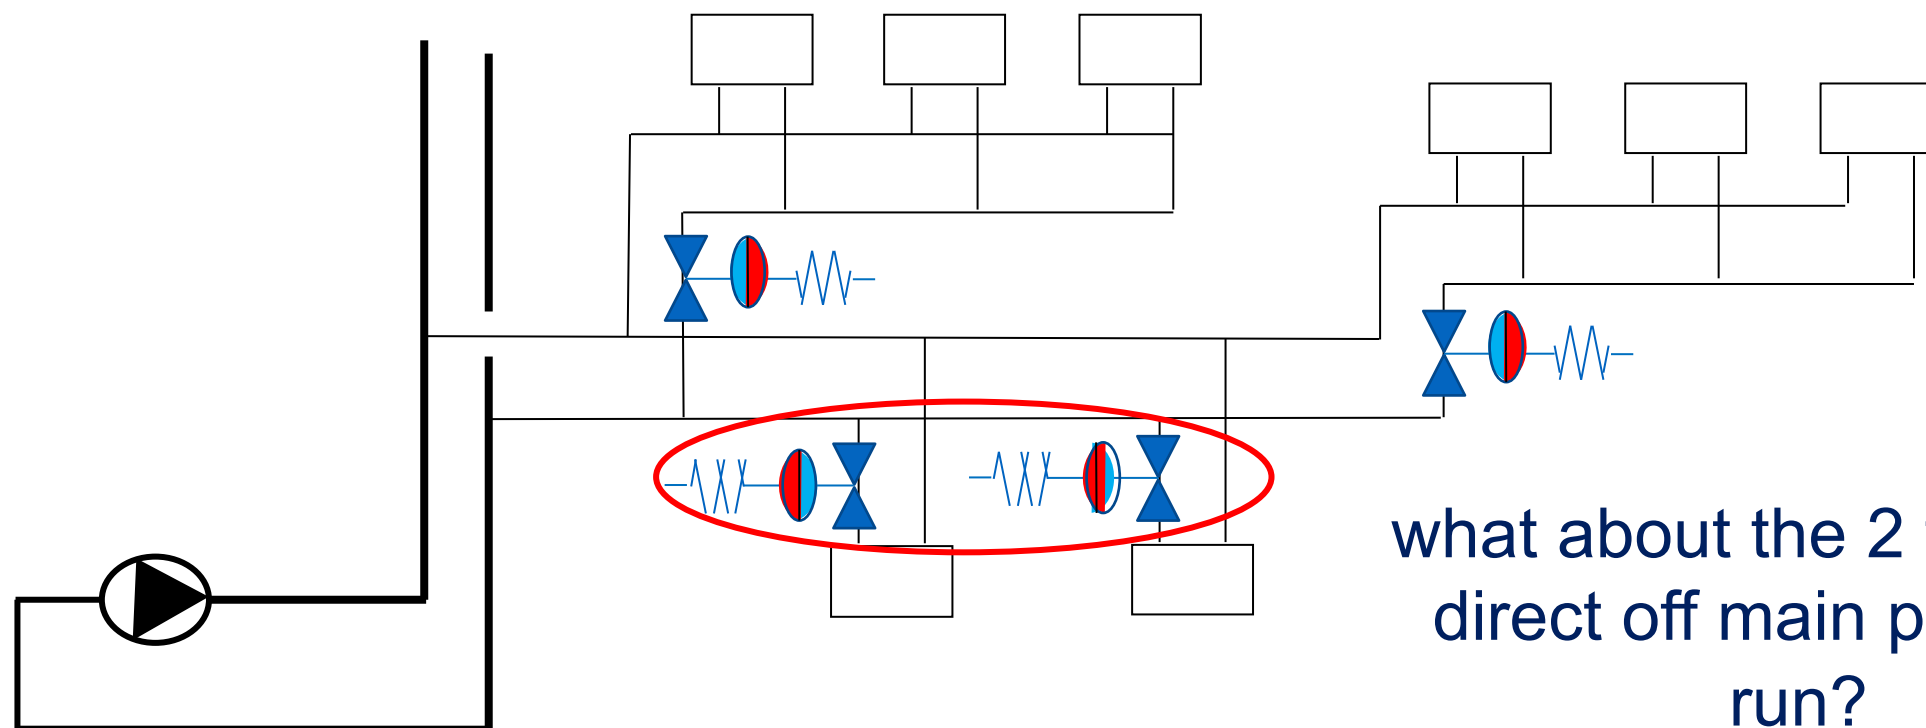 what about the 2
direct off main p
run?